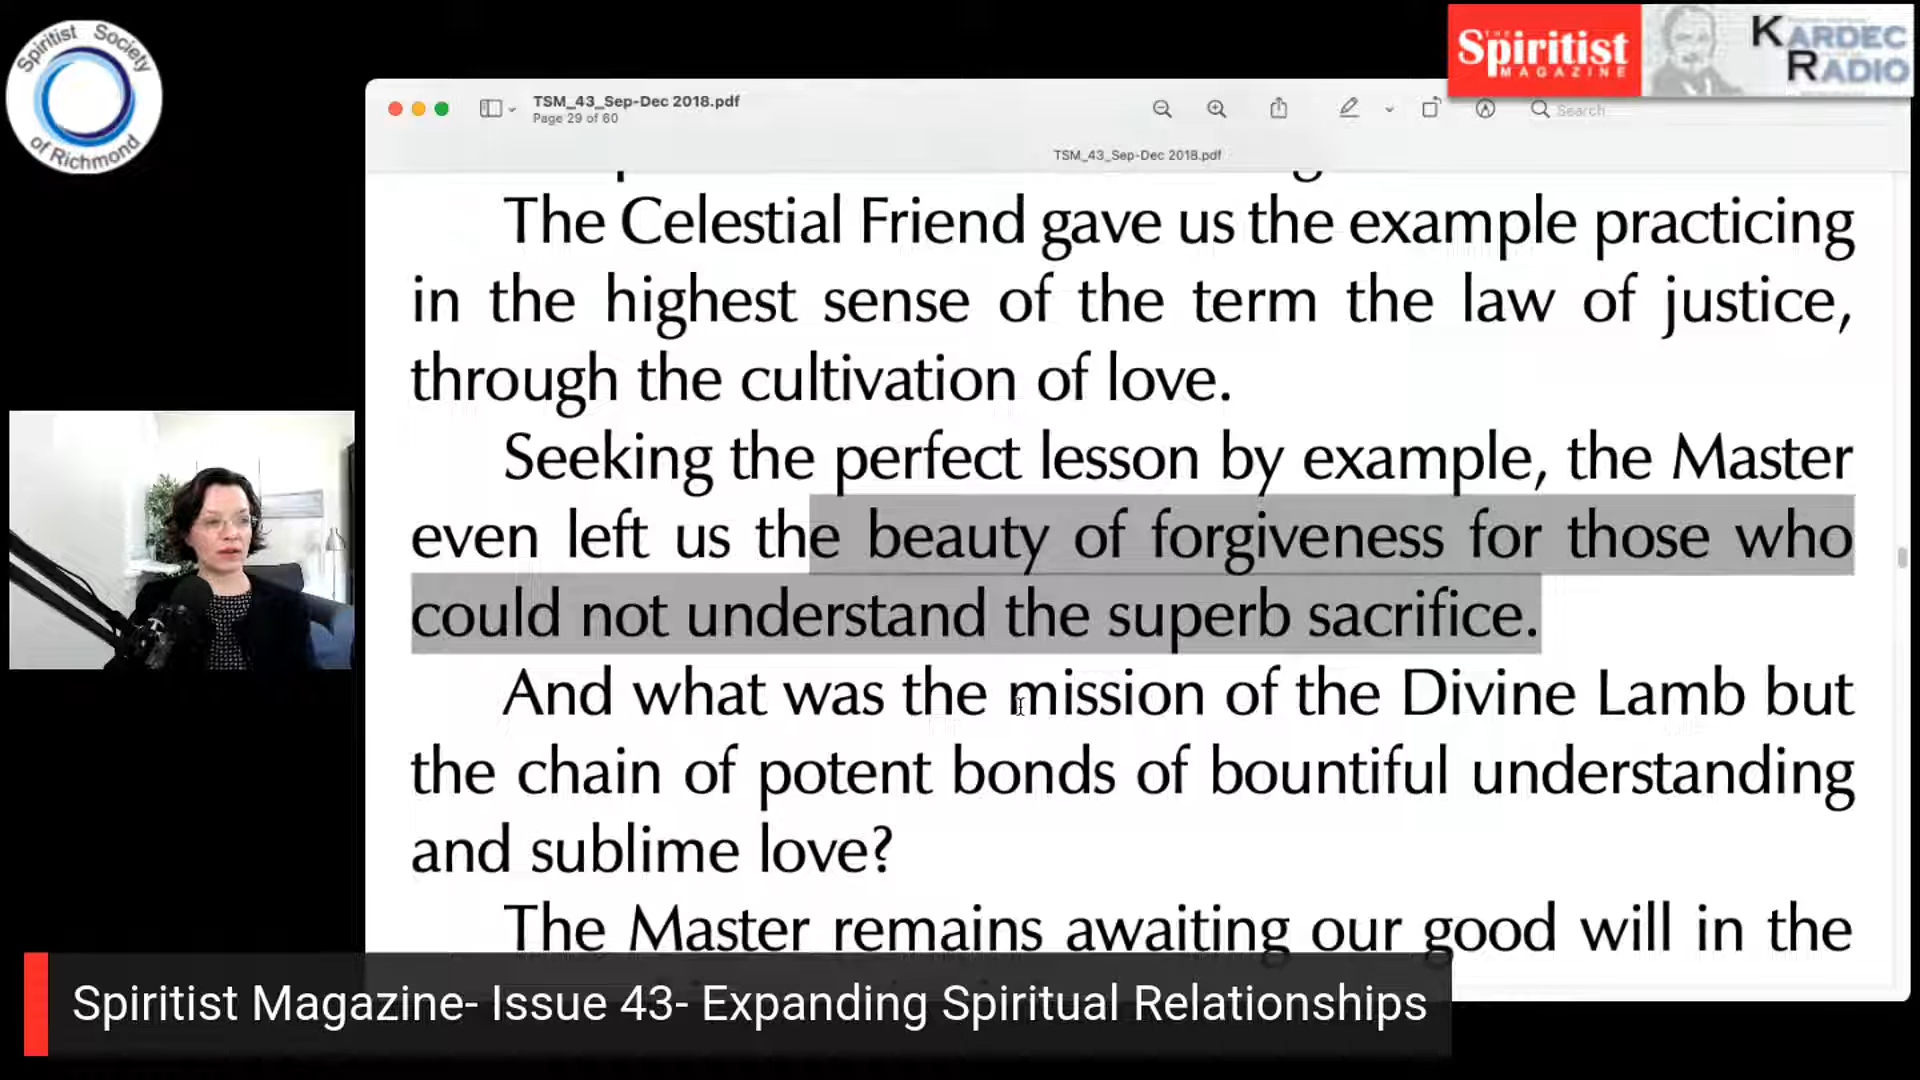 Spiritist Society
of Richmond
THE
Spiritist
MAGAZINE
KARDEC
RADIO
TSM_43_Sep-Dec 2018.pdf
Page 29 of 60
Search
TSM_43_Sep-Dec 2018.pdf
The Celestial Friend gave us the example practicing
in the highest sense of the term the law of justice,
through the cultivation of love.
Seeking the perfect lesson by example, the Master
even left us the beauty of forgiveness for those who
could not understand the superb sacrifice.
And what was the mission of the Divine Lamb but
the chain of potent bonds of bountiful understanding
and sublime love?
The Master remains awaiting our good will in the
Spiritist Magazine- Issue 43- Expanding Spiritual Relationships